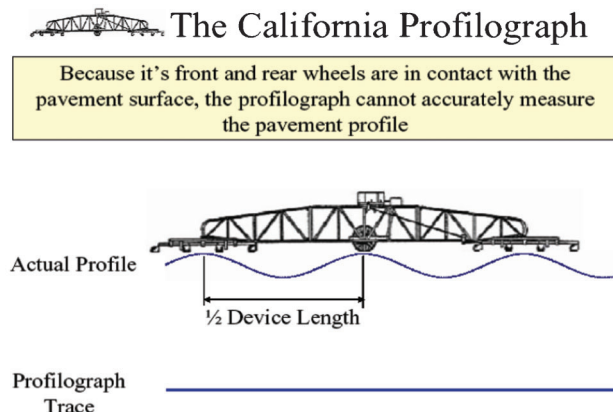 The California Profilograph
Because it's front and rear wheels are in contact with the
pavement surface, the profilograph cannot accurately measure
the pavement profile
Actual Profile
½ Device Length
Profilograph
Trace